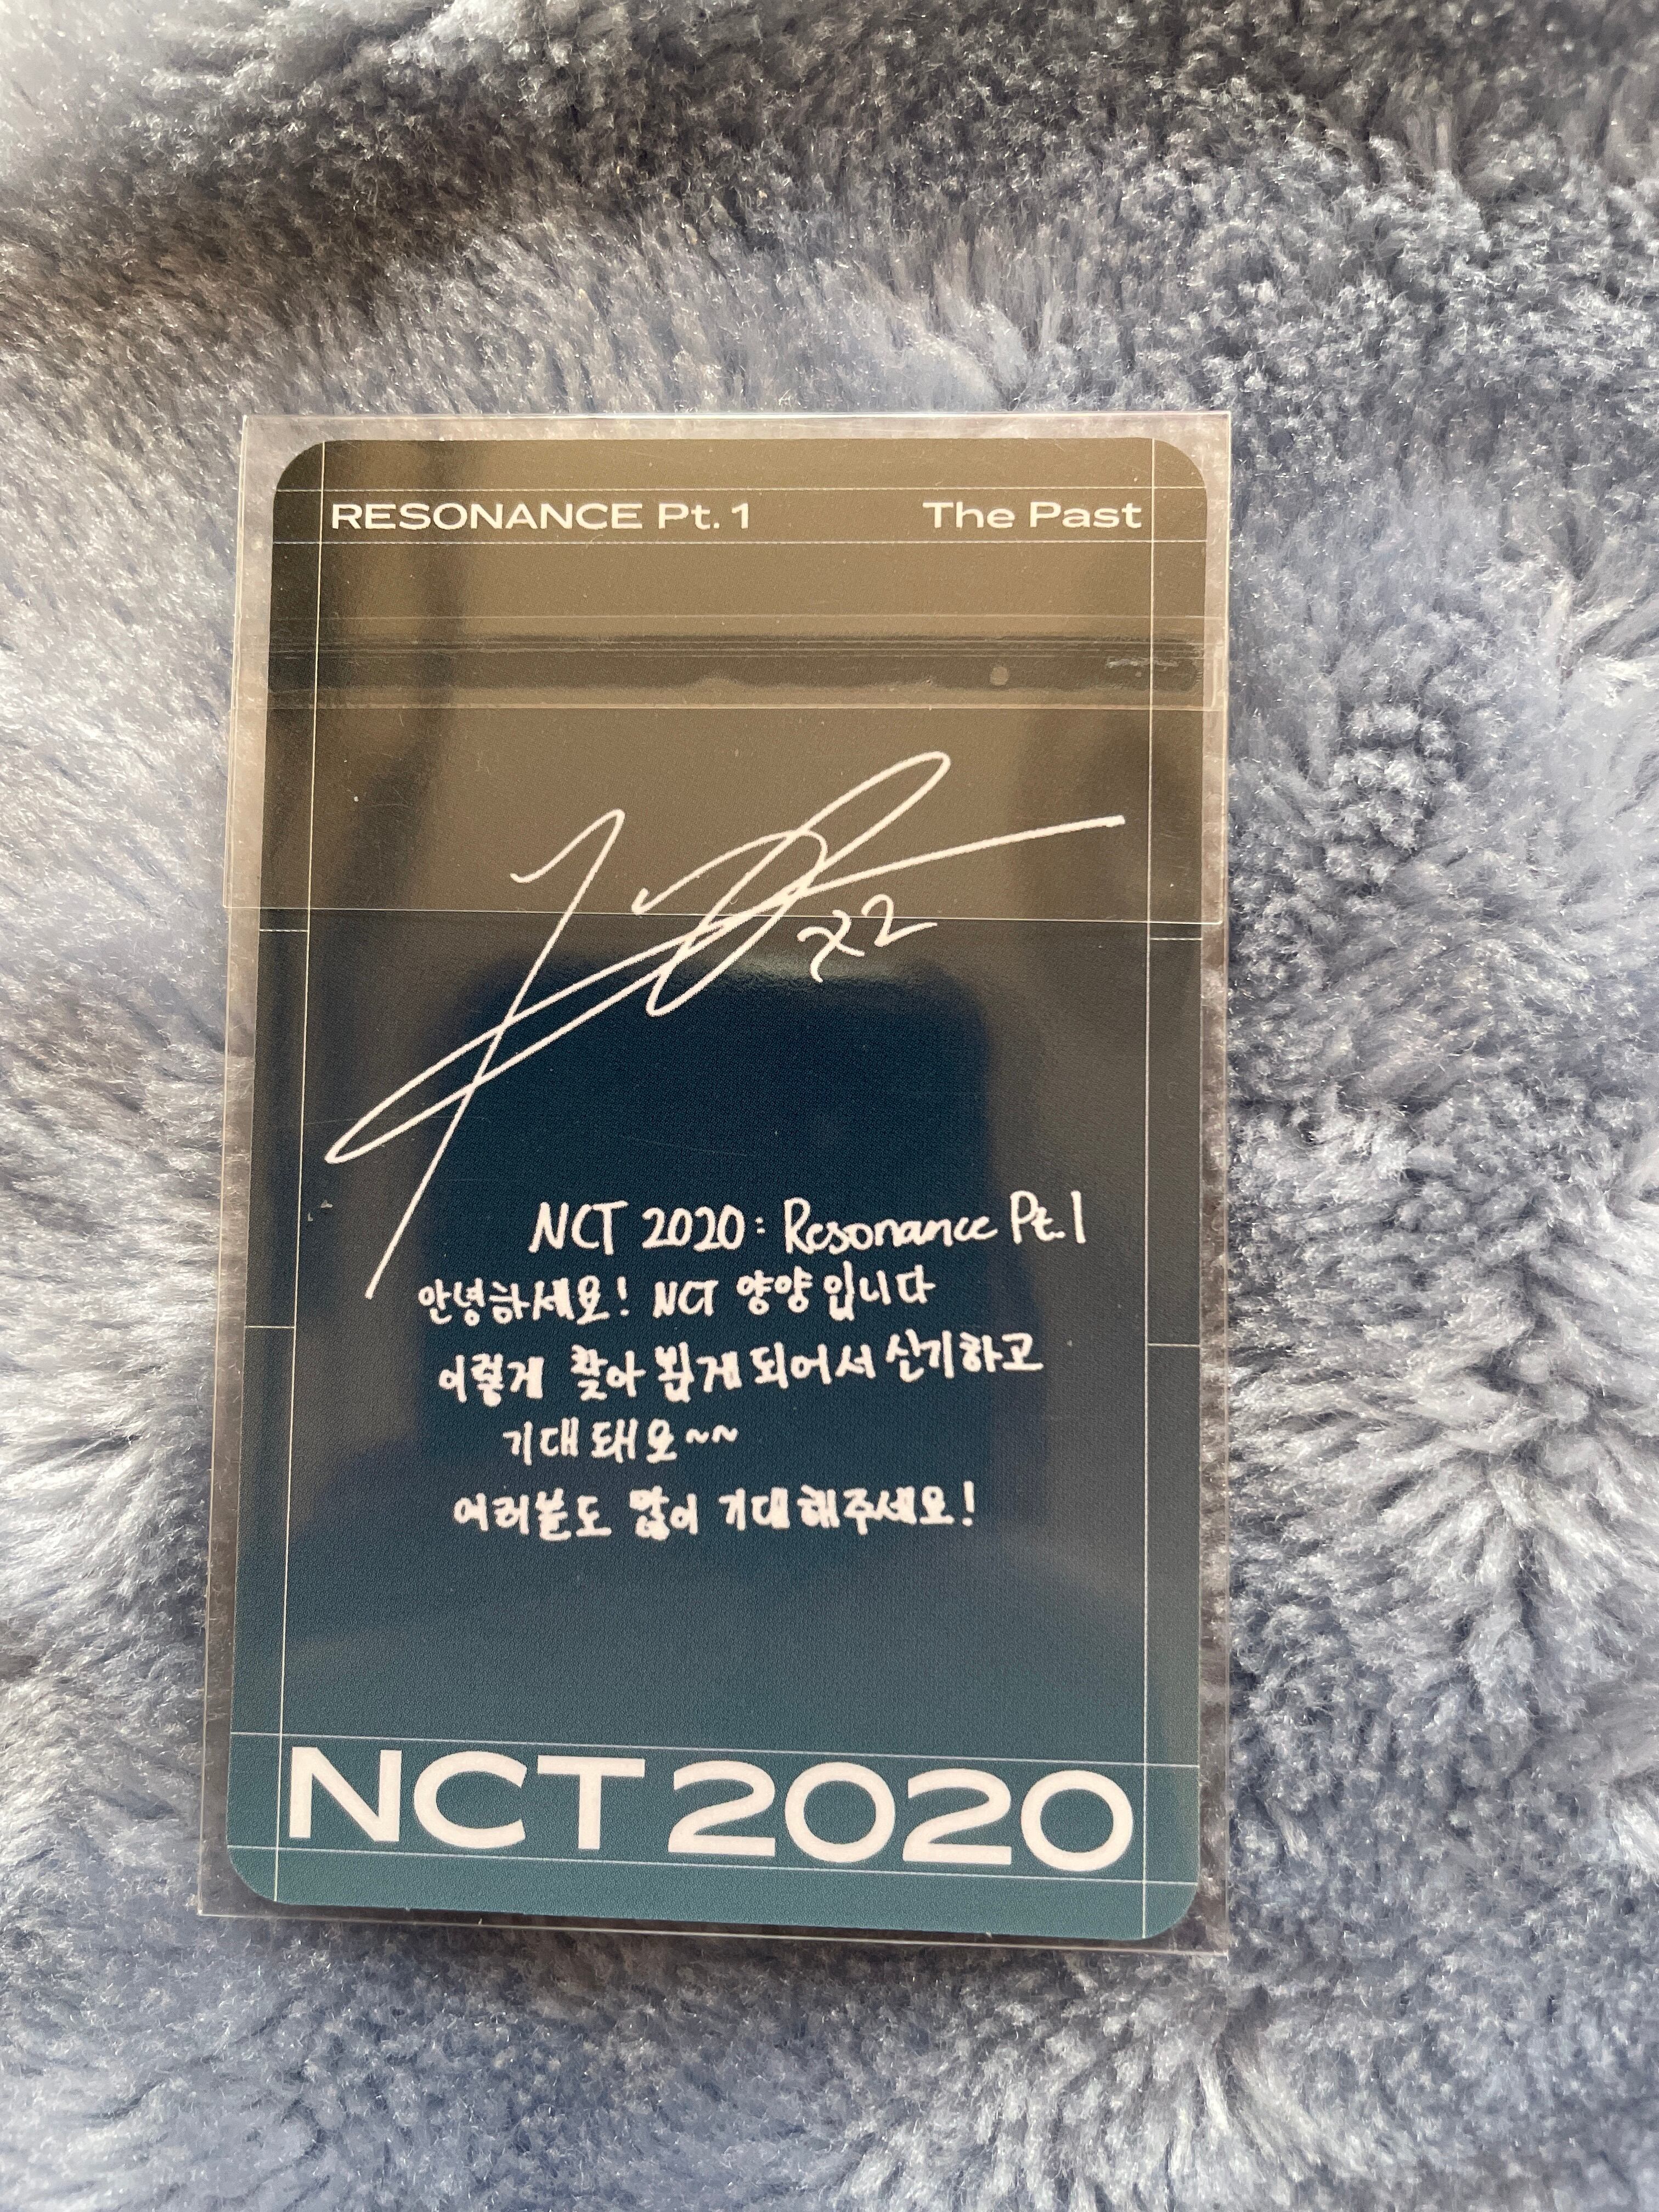 RESONANCE Pt. 1 The Past
x2
NCT 2020 : Resonance Pt.1
안녕하세요! NCT 양양입니다
이렇게 찾아 뵙게 되어서 신기하고
기대돼요~~
여러분도 많이 기대해주세요!
NCT 2020